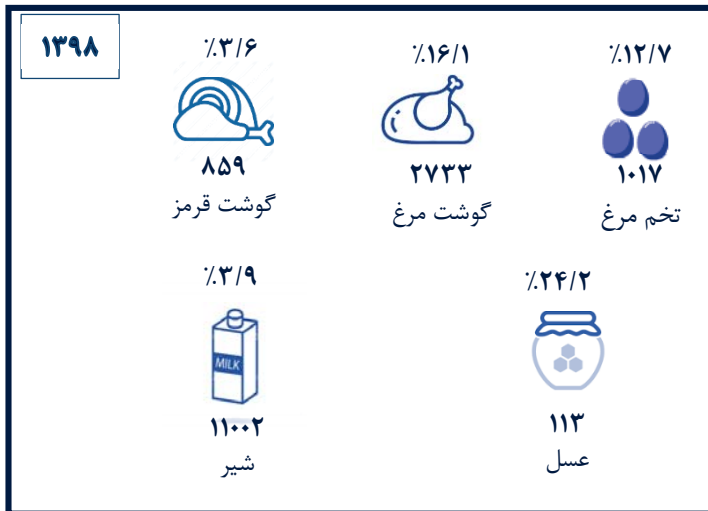 ۱۳۹۸
٪۱۲/۷
۱۰۱۷
تخم مرغ
٪۱۶/۱
۲۷۳۳
گوشت مرغ
٪۳/۶
۸۵۹
گوشت قرمز
٪۲۴/۲
۱۱۳
عسل
٪۳/۹
MILK
۱۱۰۰۲
شیر